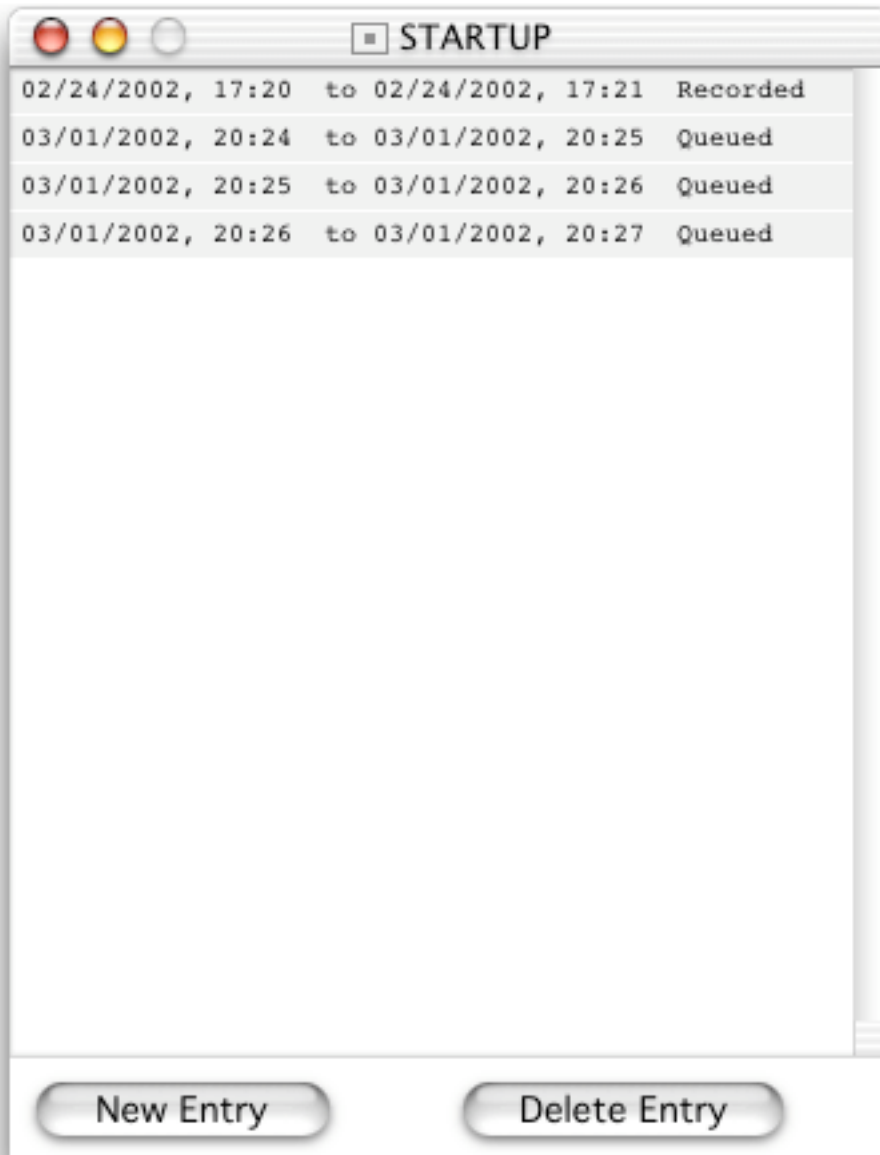 STARTUP
02/24/2002, 17:20 to 02/24/2002, 17:21 Recorded
03/01/2002, 20:24 to 03/01/2002, 20:25 Queued
03/01/2002, 20:25 to 03/01/2002, 20:26 Queued
03/01/2002, 20:26 to 03/01/2002, 20:27 Queued
New Entry Delete Entry